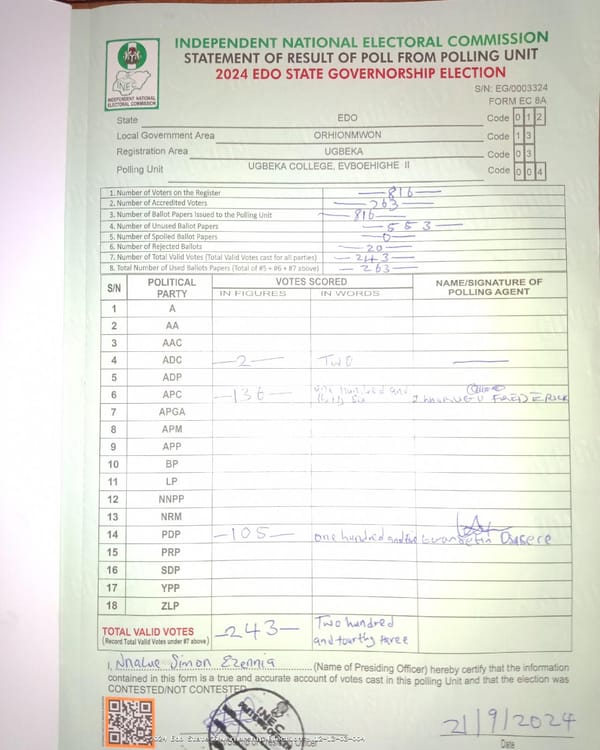 INDEPENDENT NATIONAL ELECTORAL COMMISSION
STATEMENT OF RESULT OF POLL FROM POLLING UNIT
2024 EDO STATE GOVERNORSHIP ELECTION
INEC
INDEPENDENT NATIONAL ELECTORAL COMMISSION
S/N: EG/0003324
FORM EC 8A
State EDO Code 0 1 2
Local Government Area ORHIONMWON Code 1 3
Registration Area UGBEKA Code 0 3
Polling Unit UGBEKA COLLEGE, EVBOEHIGHE II Code 0 0 4
1. Number of Voters on the Register 816
2. Number of Accredited Voters 263
3. Number of Ballot Papers Issued to the Polling Unit 816
4. Number of Unused Ballot Papers 553
5. Number of Spoiled Ballot Papers 0
6. Number of Rejected Ballots 20
7. Number of Total Valid Votes (Total Valid Votes cast for all parties) 243
8. Total Number of Used Ballots Papers (Total of #5 + #6 + #7 above) 263
S/N POLITICAL PARTY VOTES SCORED NAME/SIGNATURE OF POLLING AGENT
IN FIGURES IN WORDS
1 A
2 AA
3 AAC
4 ADC 2 Two
5 ADP
6 APC 136 one hundred and Six FREDERICK
7 APGA
8 APM
9 APP
10 BP
11 LP
12 NNPP
13 NRM
14 PDP 105 one hundred and Osasere
15 PRP
16 SDP
17 YPP
18 ZLP
TOTAL VALID VOTES (Record Total Valid Votes under #7 above) 243 Two hundred and fourthy three
I, Nnalue Simon Ezennia (Name of Presiding Officer) hereby certify that the information
contained in this form is a true and accurate account of votes cast in this polling Unit and that the election was
CONTESTED/NOT CONTESTED
INEC
21/9/2024
Date